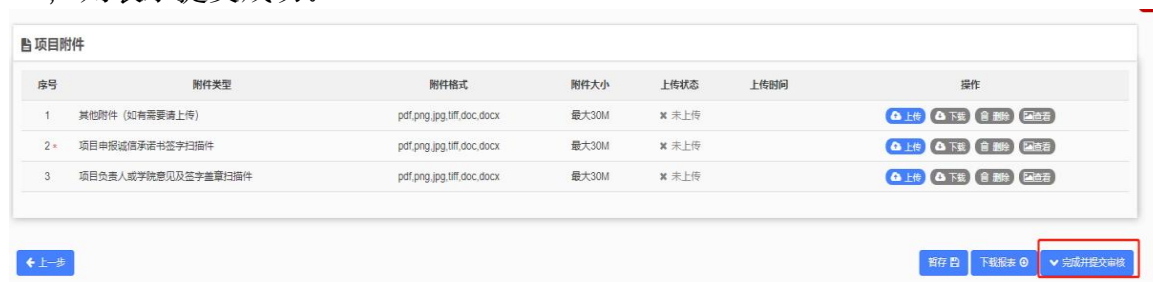 项目附件
序号 附件类型 附件格式 附件大小 上传状态 上传时间 操作
1 其他附件（如有需要请上传） pdf,png,jpg,tiff,doc,docx 最大30M ✖ 未上传 上传 下载 删除 查看
2 * 项目申报诚信承诺书签字扫描件 pdf,png,jpg,tiff,doc,docx 最大30M ✖ 未上传 上传 下载 删除 查看
3 项目负责人或学院意见及签字盖章扫描件 pdf,png,jpg,tiff,doc,docx 最大30M ✖ 未上传 上传 下载 删除 查看
上一步 暂存 下载报表 完成并提交审核